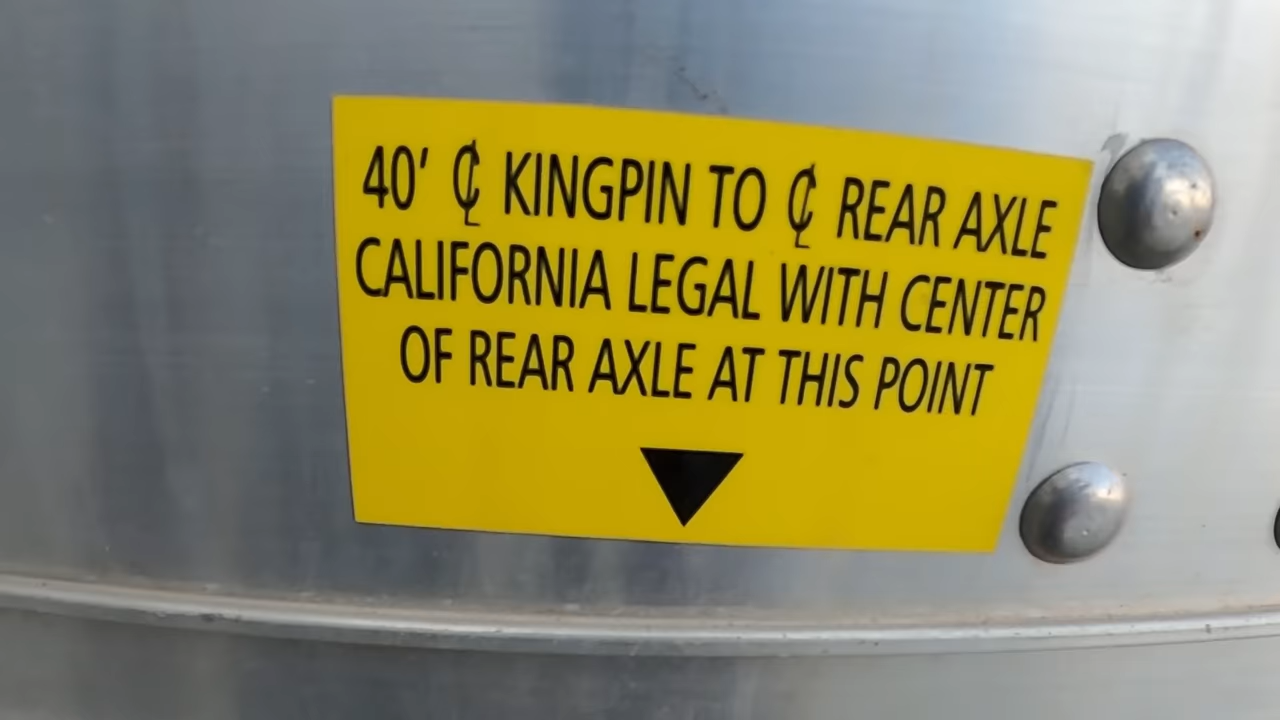 40' ℄ KINGPIN TO ℄ REAR AXLE
CALIFORNIA LEGAL WITH CENTER
OF REAR AXLE AT THIS POINT